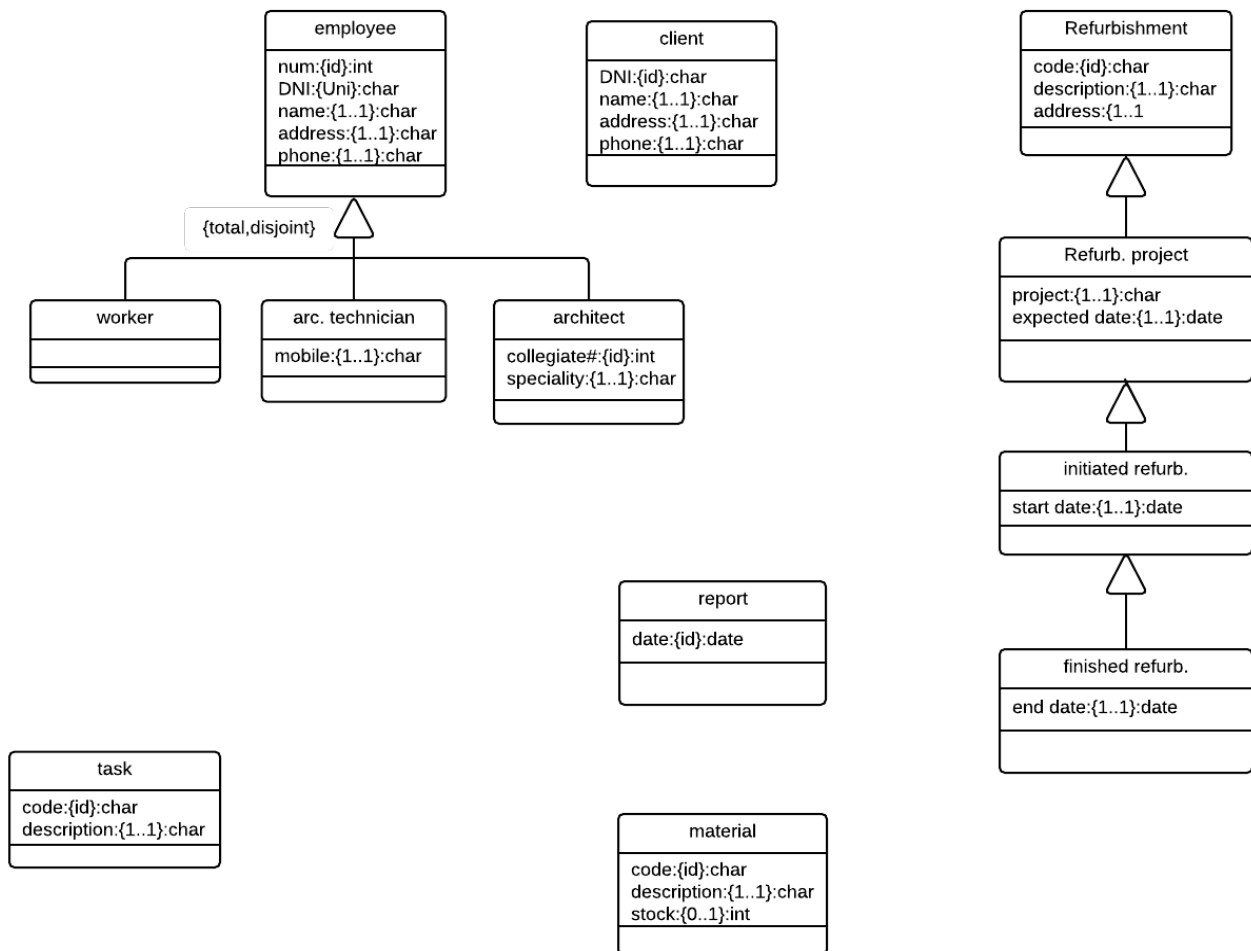 employee
num:{id}:int
DNI:{Uni}:char
name:{1..1}:char
address:{1..1}:char
phone:{1..1}:char
client
DNI:{id}:char
name:{1..1}:char
address:{1..1}:char
phone:{1..1}:char
Refurbishment
code:{id}:char
description:{1..1}:char
address:{1..1
{total,disjoint}
Refurb. project
project:{1..1}:char
expected date:{1..1}:date
worker
arc. technician
mobile:{1..1}:char
architect
collegiate#:{id}:int
speciality:{1..1}:char
initiated refurb.
start date:{1..1}:date
report
date:{id}:date
finished refurb.
end date:{1..1}:date
task
code:{id}:char
description:{1..1}:char
material
code:{id}:char
description:{1..1}:char
stock:{0..1}:int